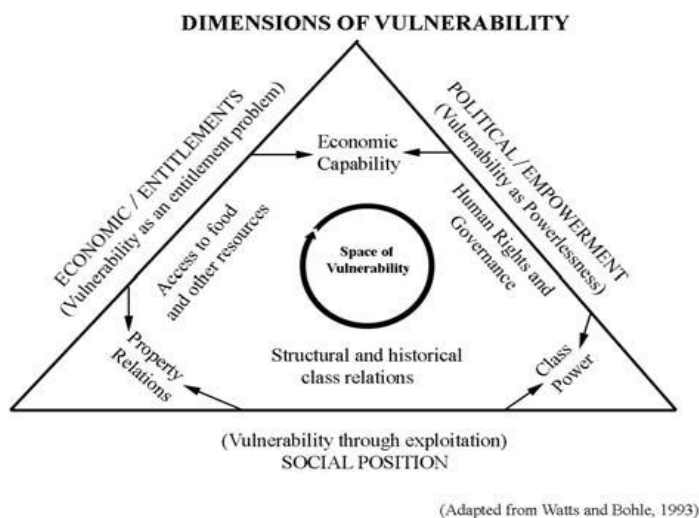 DIMENSIONS OF VULNERABILITY
ECONOMIC / ENTITLEMENTS
(Vulnerability as an entitlement problem)
POLITICAL / EMPOWERMENT
(Vulernability as Powerlessness)
Economic
Capability
Access to food
and other resources
Human Rights and
Governance
Space of
Vulnerability
Property
Relations
Structural and historical
class relations
Class
Power
(Vulnerability through exploitation)
SOCIAL POSITION
(Adapted from Watts and Bohle, 1993)